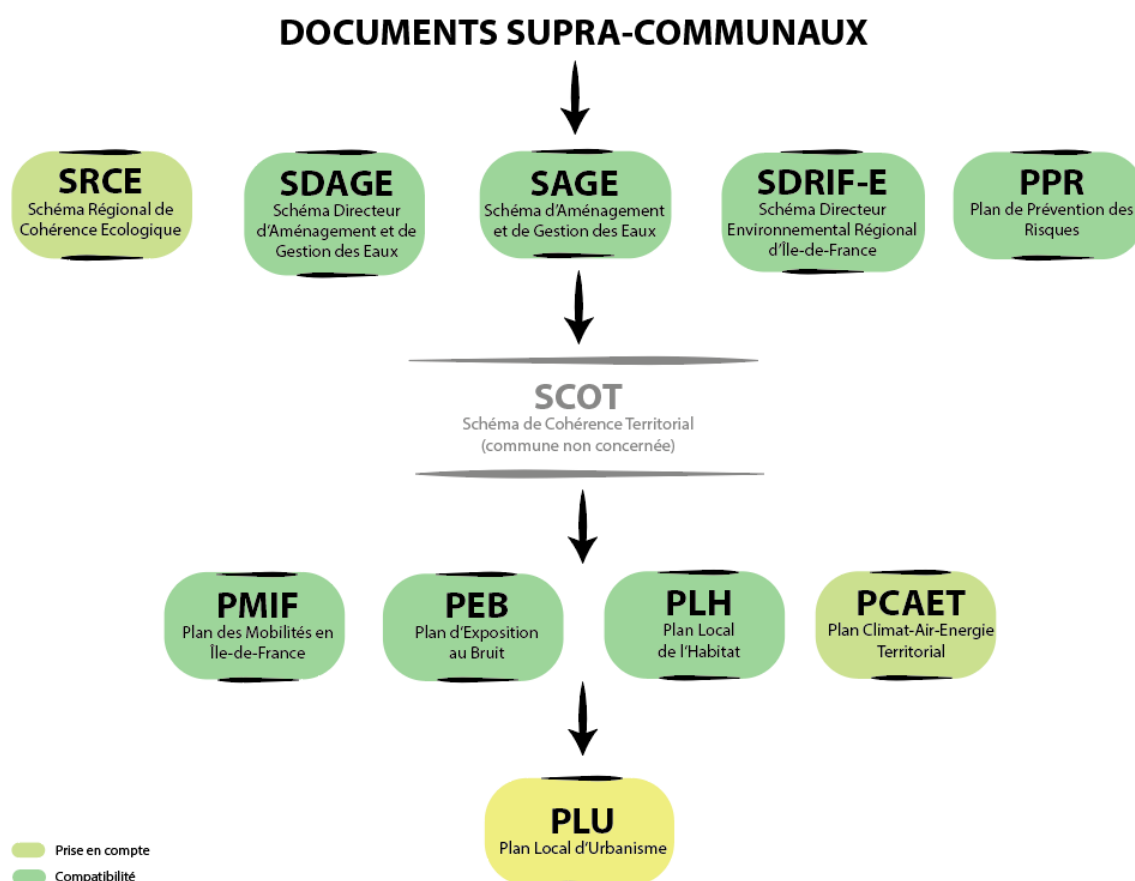 DOCUMENTS SUPRA-COMMUNAUX
SRCE
Schéma Régional de
Cohérence Ecologique
SDAGE
Schéma Directeur
d'Aménagement et de
Gestion des Eaux
SAGE
Schéma d'Aménagement
et de Gestion des Eaux
SDRIF-E
Schéma Directeur
Environnemental Régional
d'Île-de-France
PPR
Plan de Prévention des
Risques
SCOT
Schéma de Cohérence Territorial
(commune non concernée)
PMIF
Plan des Mobilités en
Île-de-France
PEB
Plan d'Exposition
au Bruit
PLH
Plan Local
de l'Habitat
PCAET
Plan Climat-Air-Energie
Territorial
PLU
Plan Local d'Urbanisme
Prise en compte
Compatibilité